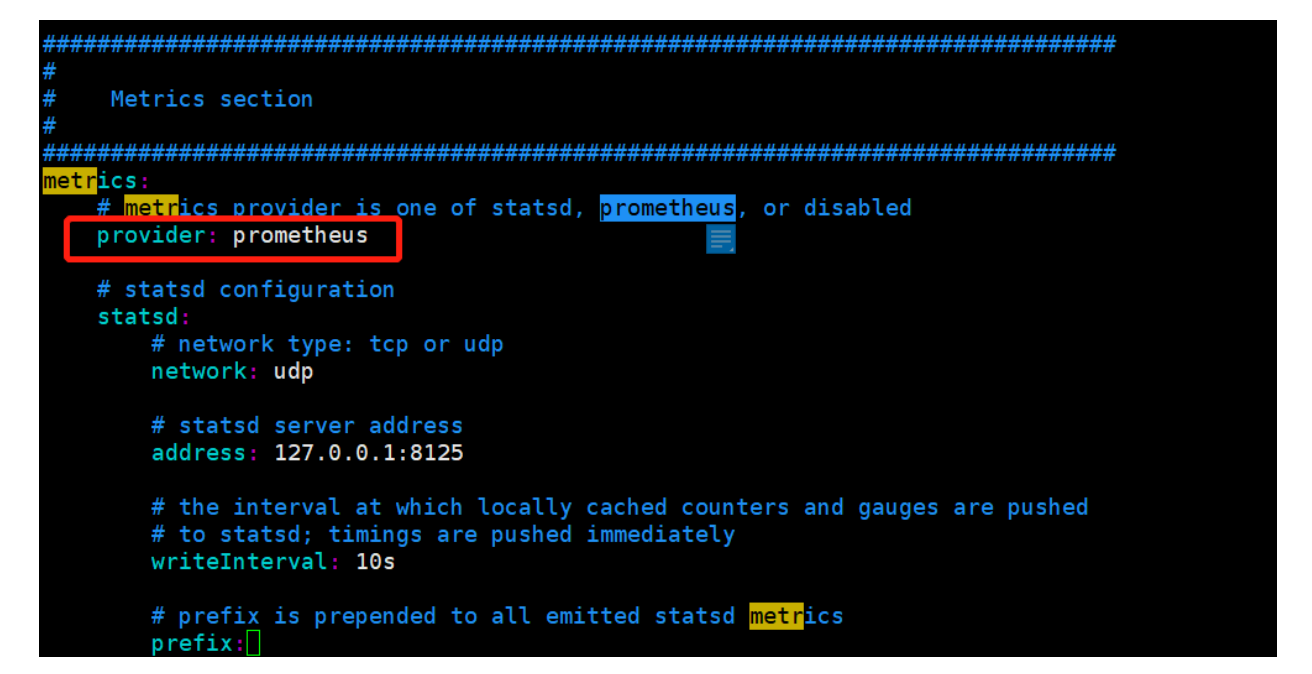 ###############################################################################
#
#    Metrics section
#
###############################################################################
metrics:
    # metrics provider is one of statsd, prometheus, or disabled
    provider: prometheus
    # statsd configuration
    statsd:
        # network type: tcp or udp
        network: udp
        # statsd server address
        address: 127.0.0.1:8125
        # the interval at which locally cached counters and gauges are pushed
        # to statsd; timings are pushed immediately
        writeInterval: 10s
        # prefix is prepended to all emitted statsd metrics
        prefix: